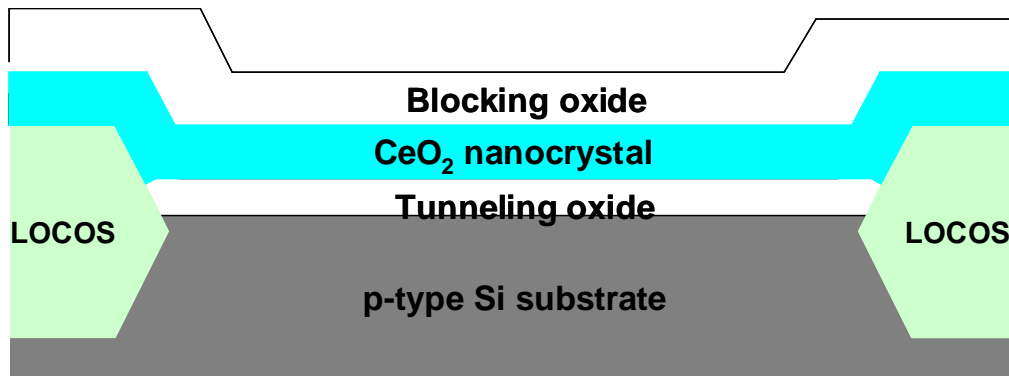 Blocking oxide
CeO₂ nanocrystal
Tunneling oxide
LOCOS
LOCOS
p-type Si substrate